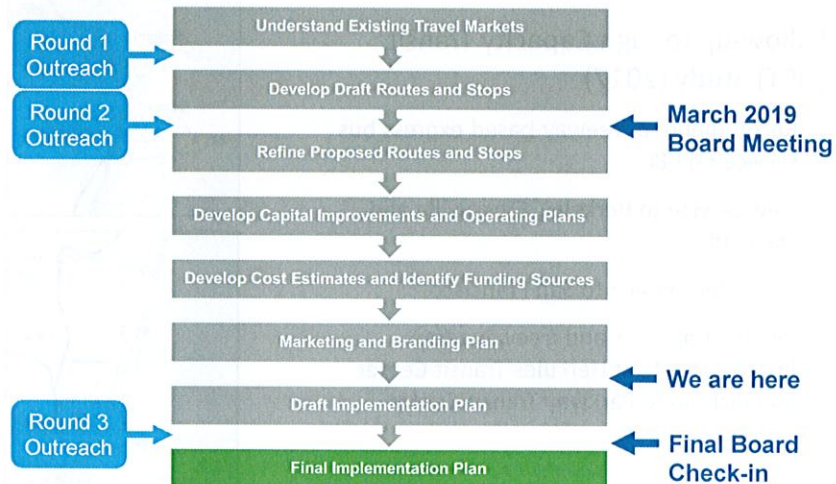 Understand Existing Travel Markets
Round 1
Outreach
Develop Draft Routes and Stops
Round 2
Outreach
March 2019
Board Meeting
Refine Proposed Routes and Stops
Develop Capital Improvements and Operating Plans
Develop Cost Estimates and Identify Funding Sources
Marketing and Branding Plan
We are here
Draft Implementation Plan
Round 3
Outreach
Final Board
Check-in
Final Implementation Plan